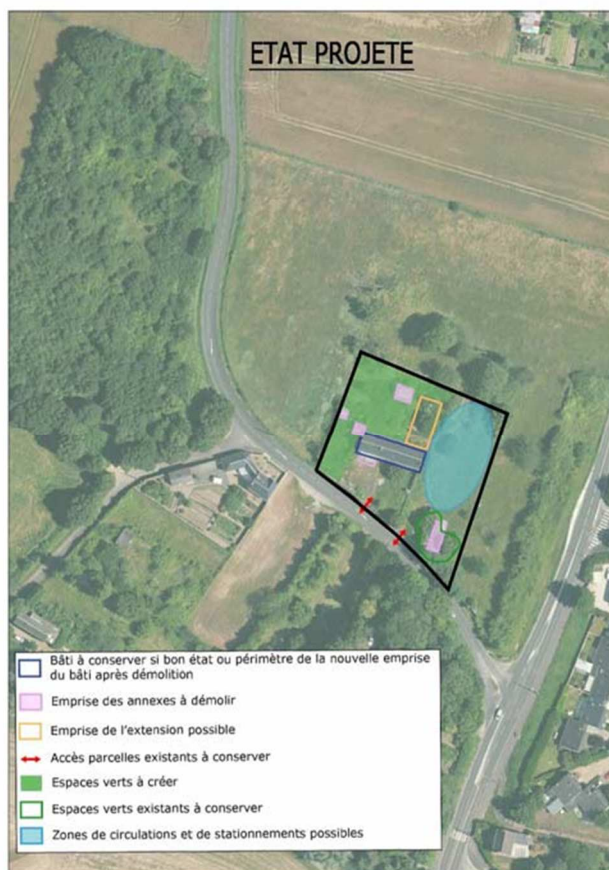 ETAT PROJETE
Bâti à conserver si bon état ou périmètre de la nouvelle emprise
du bâti après démolition
Emprise des annexes à démolir
Emprise de l'extension possible
Accès parcelles existants à conserver
Espaces verts à créer
Espaces verts existants à conserver
Zones de circulations et de stationnements possibles